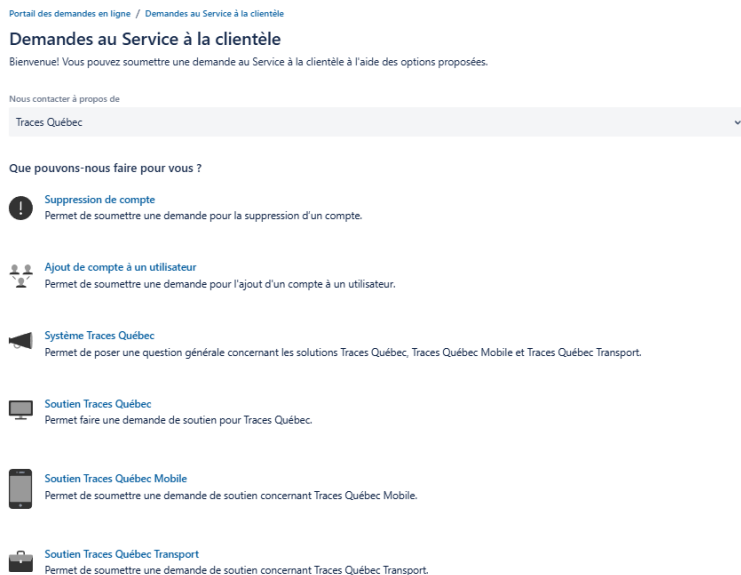 Portail des demandes en ligne / Demandes au Service à la clientèle
Demandes au Service à la clientèle
Bienvenue! Vous pouvez soumettre une demande au Service à la clientèle à l'aide des options proposées.
Nous contacter à propos de
Traces Québec
Que pouvons-nous faire pour vous ?
Suppression de compte
Permet de soumettre une demande pour la suppression d'un compte.
Ajout de compte à un utilisateur
Permet de soumettre une demande pour l'ajout d'un compte à un utilisateur.
Système Traces Québec
Permet de poser une question générale concernant les solutions Traces Québec, Traces Québec Mobile et Traces Québec Transport.
Soutien Traces Québec
Permet faire une demande de soutien pour Traces Québec.
Soutien Traces Québec Mobile
Permet de soumettre une demande de soutien concernant Traces Québec Mobile.
Soutien Traces Québec Transport
Permet de soumettre une demande de soutien concernant Traces Québec Transport.